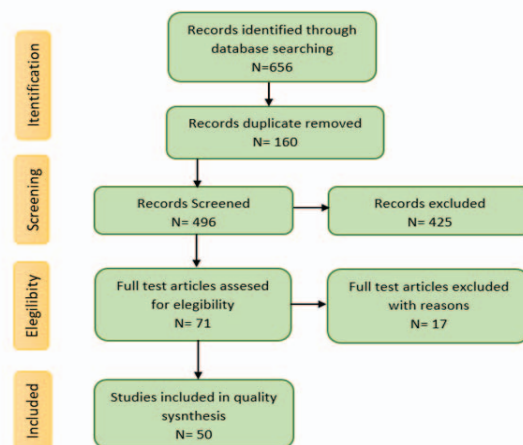 Itentification
Records identified through
database searching
N=656
Records duplicate removed
N= 160
Screening
Records Screened
N= 496
Records excluded
N= 425
Elegilibity
Full test articles assesed
for elegibility
N= 71
Full test articles excluded
with reasons
N= 17
Included
Studies included in quality
sysnthesis
N= 50